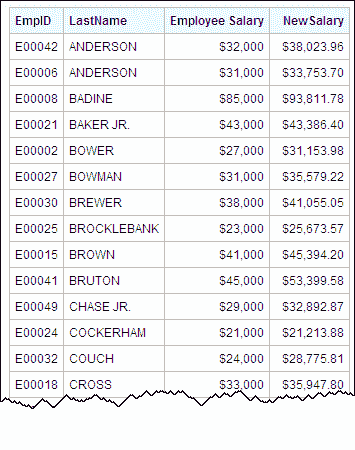 EmpID LastName Employee Salary NewSalary
E00042 ANDERSON $32,000 $38,023.96
E00006 ANDERSON $31,000 $33,753.70
E00008 BADINE $85,000 $93,811.78
E00021 BAKER JR. $43,000 $43,386.40
E00002 BOWER $27,000 $31,153.98
E00027 BOWMAN $31,000 $35,579.22
E00030 BREWER $38,000 $41,055.05
E00025 BROCKLEBANK $23,000 $25,673.57
E00015 BROWN $41,000 $45,394.20
E00041 BRUTON $45,000 $53,399.58
E00049 CHASE JR. $29,000 $32,892.87
E00024 COCKERHAM $21,000 $21,213.88
E00032 COUCH $24,000 $28,775.81
E00018 CROSS $33,000 $35,947.80